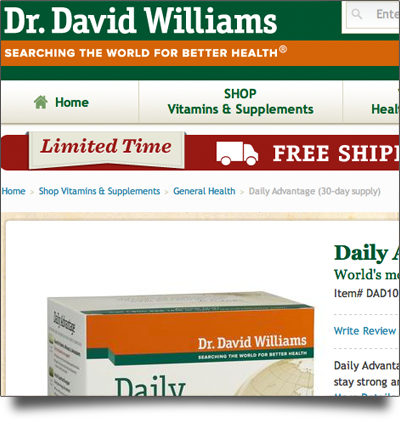 Dr. David Williams
SEARCHING THE WORLD FOR BETTER HEALTH®
Ente
Home
SHOP
Vitamins & Supplements
Heal
Limited Time
FREE SHIP
Home > Shop Vitamins & Supplements > General Health > Daily Advantage (30-day supply)
Daily A
World's mo
Item# DAD10
Write Review
Daily Advanta
stay strong a
Daily Advantage
Dr. David Williams
SEARCHING THE WORLD FOR BETTER HEALTH
Daily